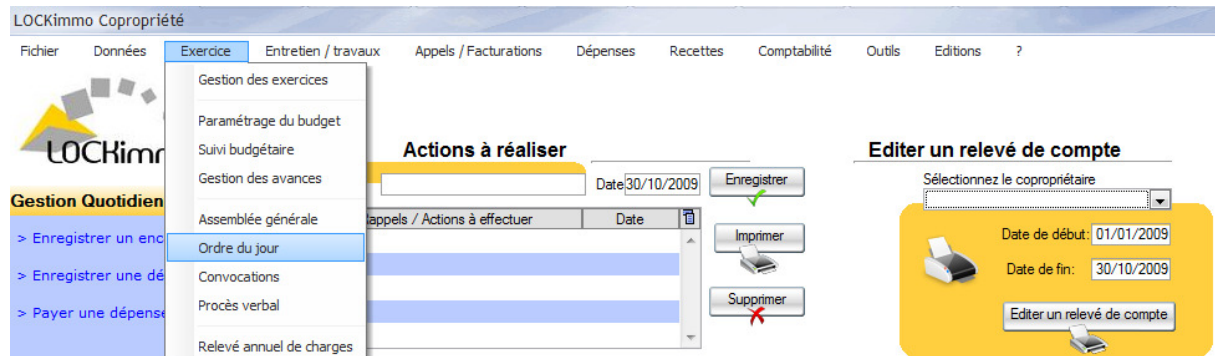 LOCKimmo Copropriété
Fichier Données Exercice Entretien / travaux Appels / Facturations Dépenses Recettes Comptabilité Outils Editions ?
Gestion des exercices
Paramétrage du budget
Suivi budgétaire
Gestion des avances
Assemblée générale
Ordre du jour
Convocations
Procès verbal
Relevé annuel de charges
LOCKimm
Gestion Quotidien
> Enregistrer un enc
> Enregistrer une dé
> Payer une dépense
Actions à réaliser
Date 30/10/2009 Enregistrer
Rappels / Actions à effectuer Date
Imprimer
Supprimer
Editer un relevé de compte
Sélectionnez le copropriétaire
Date de début: 01/01/2009
Date de fin: 30/10/2009
Editer un relevé de compte